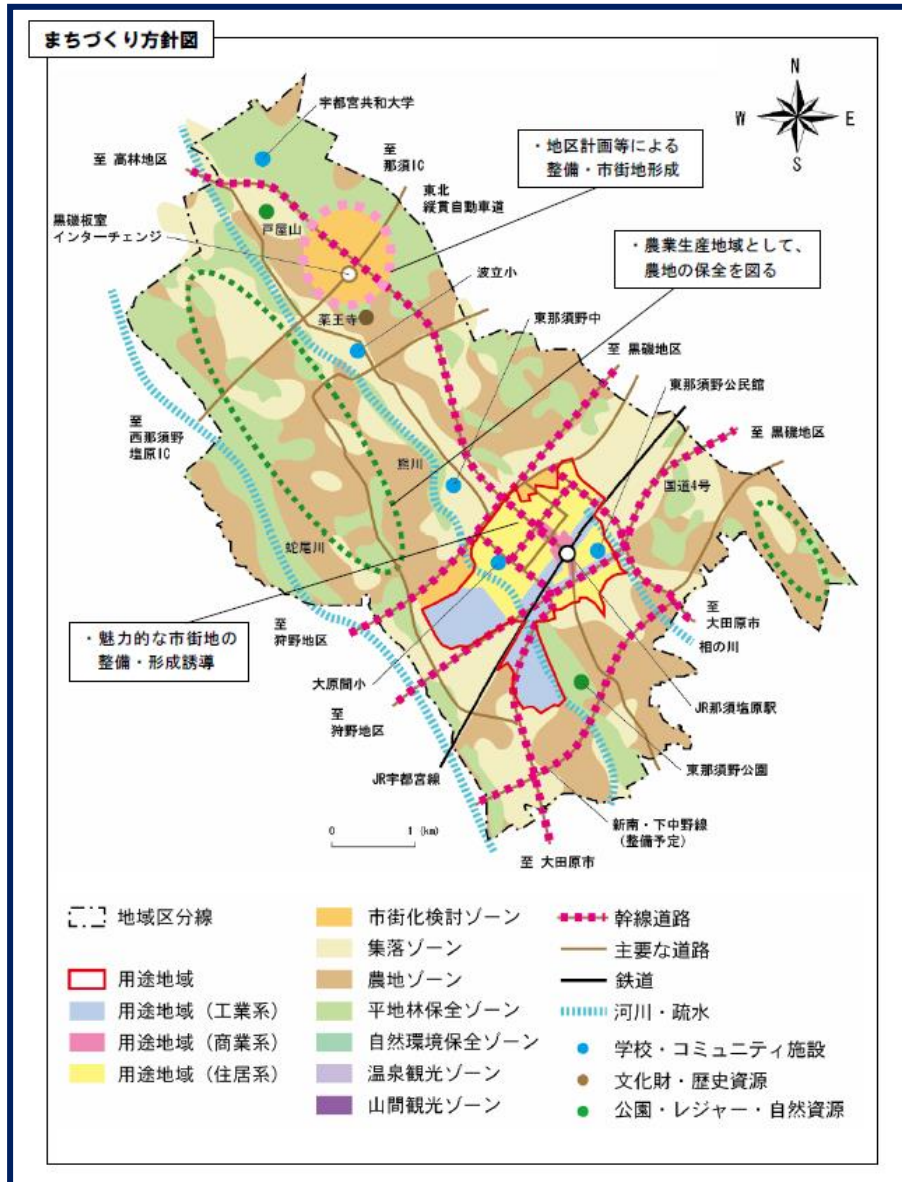 まちづくり方針図
N
W
E
S
宇都宮共和大学
至 高林地区
至
那須IC
・地区計画等による
整備・市街地形成
東北
縦貫自動車道
黒磯板室
インターチェンジ
戸屋山
・農業生産地域として、
農地の保全を図る
波立小
薬王寺
東那須野中
至 黒磯地区
東那須野公民館
至
西那須野
塩原IC
至 黒磯地区
熊川
国道4号
蛇尾川
・魅力的な市街地の
整備・形成誘導
至
狩野地区
至
大田原市
相の川
大原間小
至
狩野地区
JR那須塩原駅
JR宇都宮線
東那須野公園
0 1 (km)
新南・下中野線
(整備予定)
至 大田原市
地域区分線
用途地域
用途地域(工業系)
用途地域(商業系)
用途地域(住居系)
市街化検討ゾーン
集落ゾーン
農地ゾーン
平地林保全ゾーン
自然環境保全ゾーン
温泉観光ゾーン
山間観光ゾーン
幹線道路
主要な道路
鉄道
河川・疏水
学校・コミュニティ施設
文化財・歴史資源
公園・レジャー・自然資源